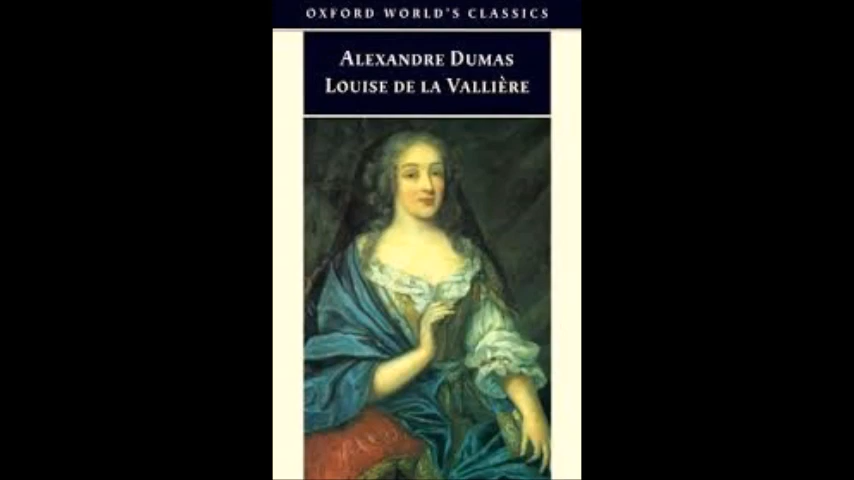 OXFORD WORLD'S CLASSICS
ALEXANDRE DUMAS
LOUISE DE LA VALLIÈRE